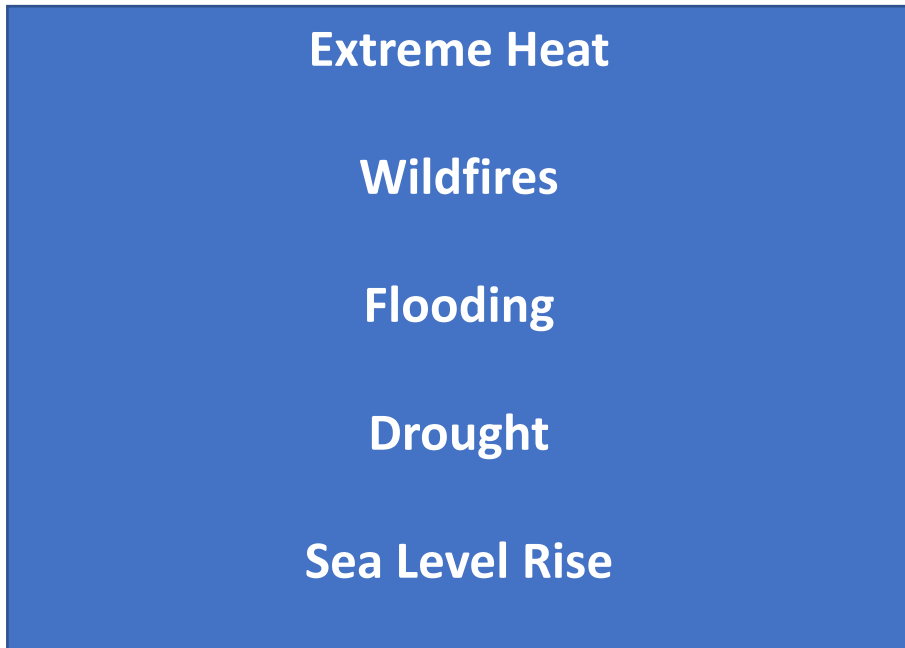 Extreme Heat
Wildfires
Flooding
Drought
Sea Level Rise